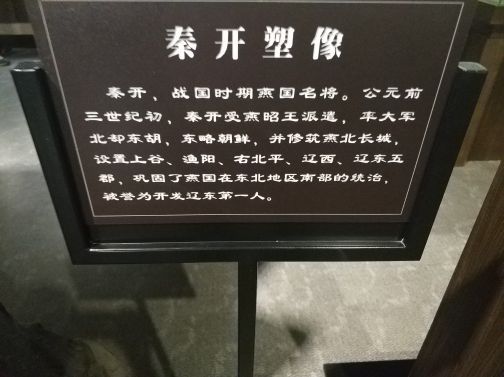 秦开塑像
秦开，战国时期燕国名将。公元前
三世纪初，秦开受燕昭王派遣，率大军
北却东胡，东略朝鲜，并修筑燕北长城，
设置上谷、渔阳、右北平、辽西、辽东五
郡，巩固了燕国在东北地区南部的统治，
被誉为开发辽东第一人。